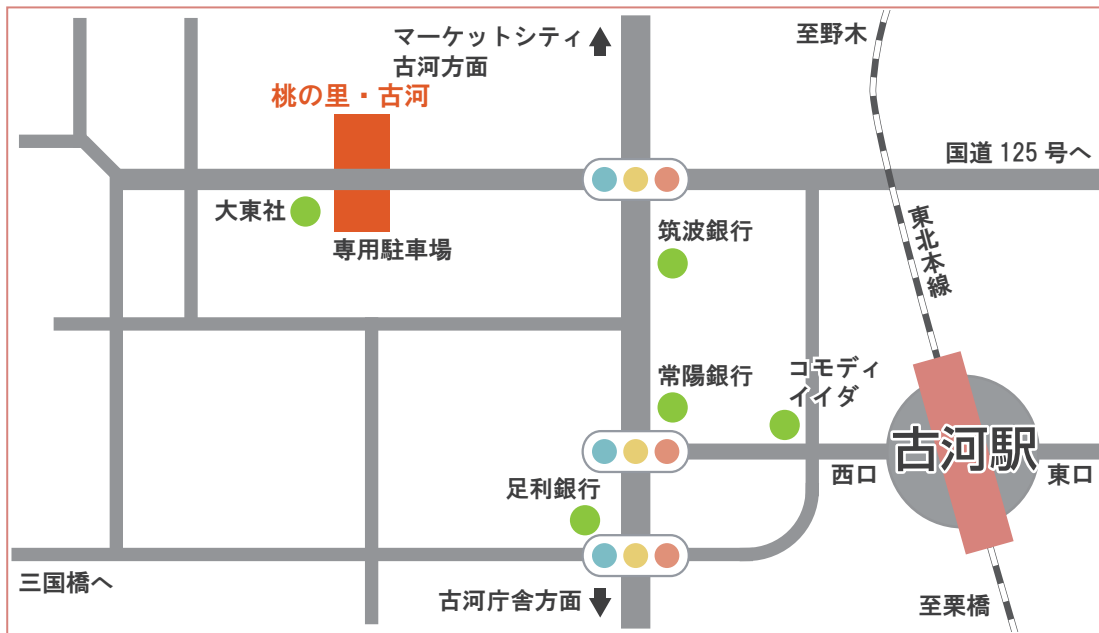 マーケットシティ
古河方面
至野木
桃の里・古河
国道 125 号へ
大東社
専用駐車場
筑波銀行
東北本線
常陽銀行
コモディ
イイダ
古河駅
西口
東口
足利銀行
三国橋へ
古河庁舎方面
至栗橋